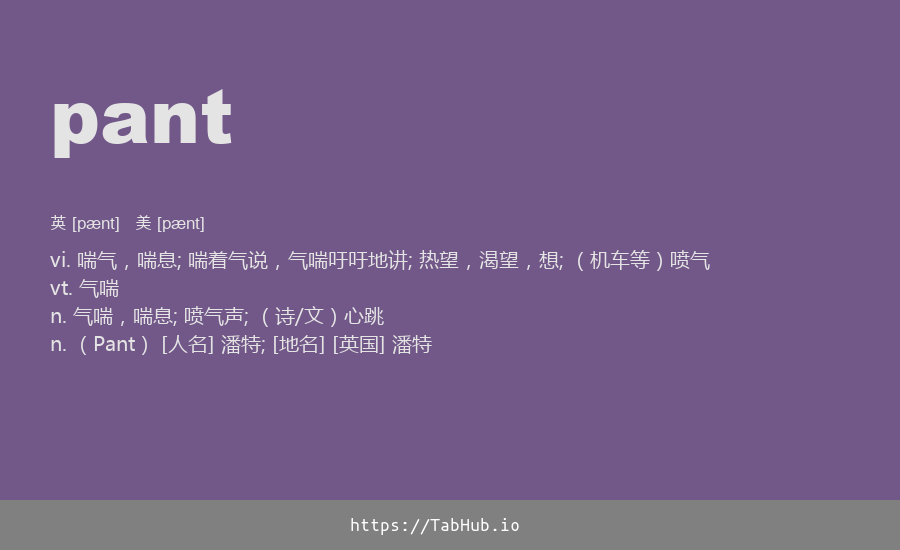 pant
英 [pænt]   美 [pænt]
vi. 喘气，喘息; 喘着气说，气喘吁吁地讲; 热望，渴望，想; （机车等）喷气
vt. 气喘
n. 气喘，喘息; 喷气声; （诗/文）心跳
n. （Pant） [人名] 潘特; [地名] [英国] 潘特
https://TabHub.io